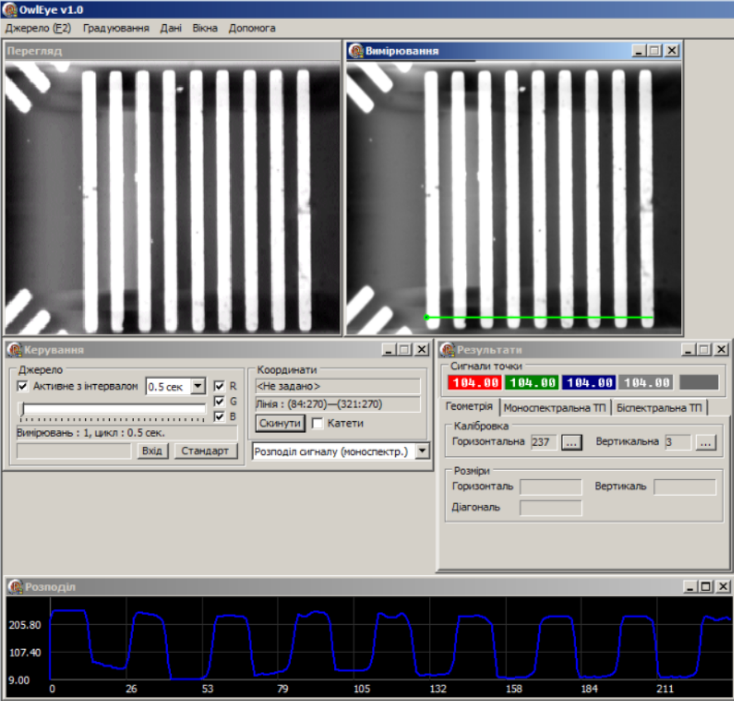 OwlEye v1.0
Джерело (F2) Градуювання Дані Вікна Допомога
Перегляд
Вимірювання
Керування
Джерело
Активне з інтервалом 0.5 сек
R
G
B
Вимірювань : 1, цикл : 0.5 сек.
Вхід Стандарт
Координати
<Не задано>
Лінія : (84:270)—(321:270)
Скинути Катети
Розподіл сигналу (моноспектр.)
Результати
Сигнали точки
104.00 104.00 104.00 104.00
Геометрія Моноспектральна ТП Біспектральна ТП
Калібровка
Горизонтальна 237 ... Вертикальна 3 ...
Розміри
Горизонталь Вертикаль
Діагональ
Розподіл
205.80
107.40
9.00
0 26 53 79 105 132 158 184 211